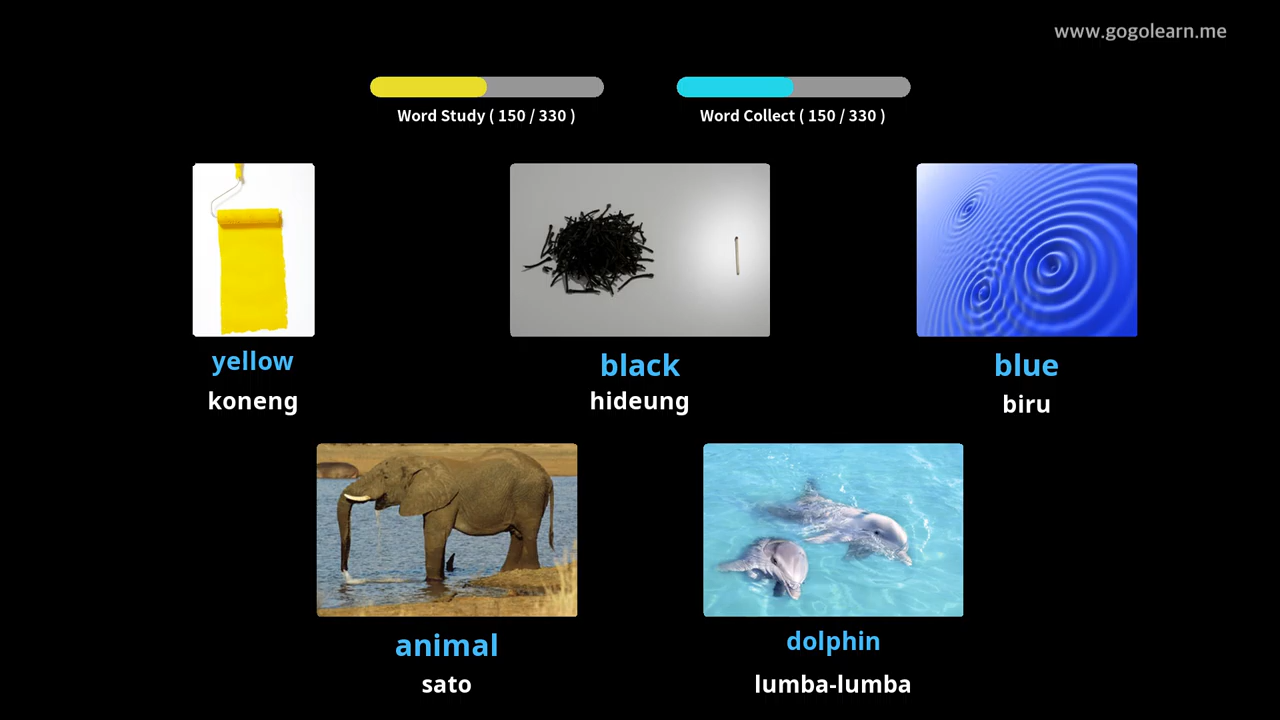 www.gogolearn.me
Word Study ( 150 / 330 )
Word Collect ( 150 / 330 )
yellow
koneng
black
hideung
blue
biru
animal
sato
dolphin
lumba-lumba